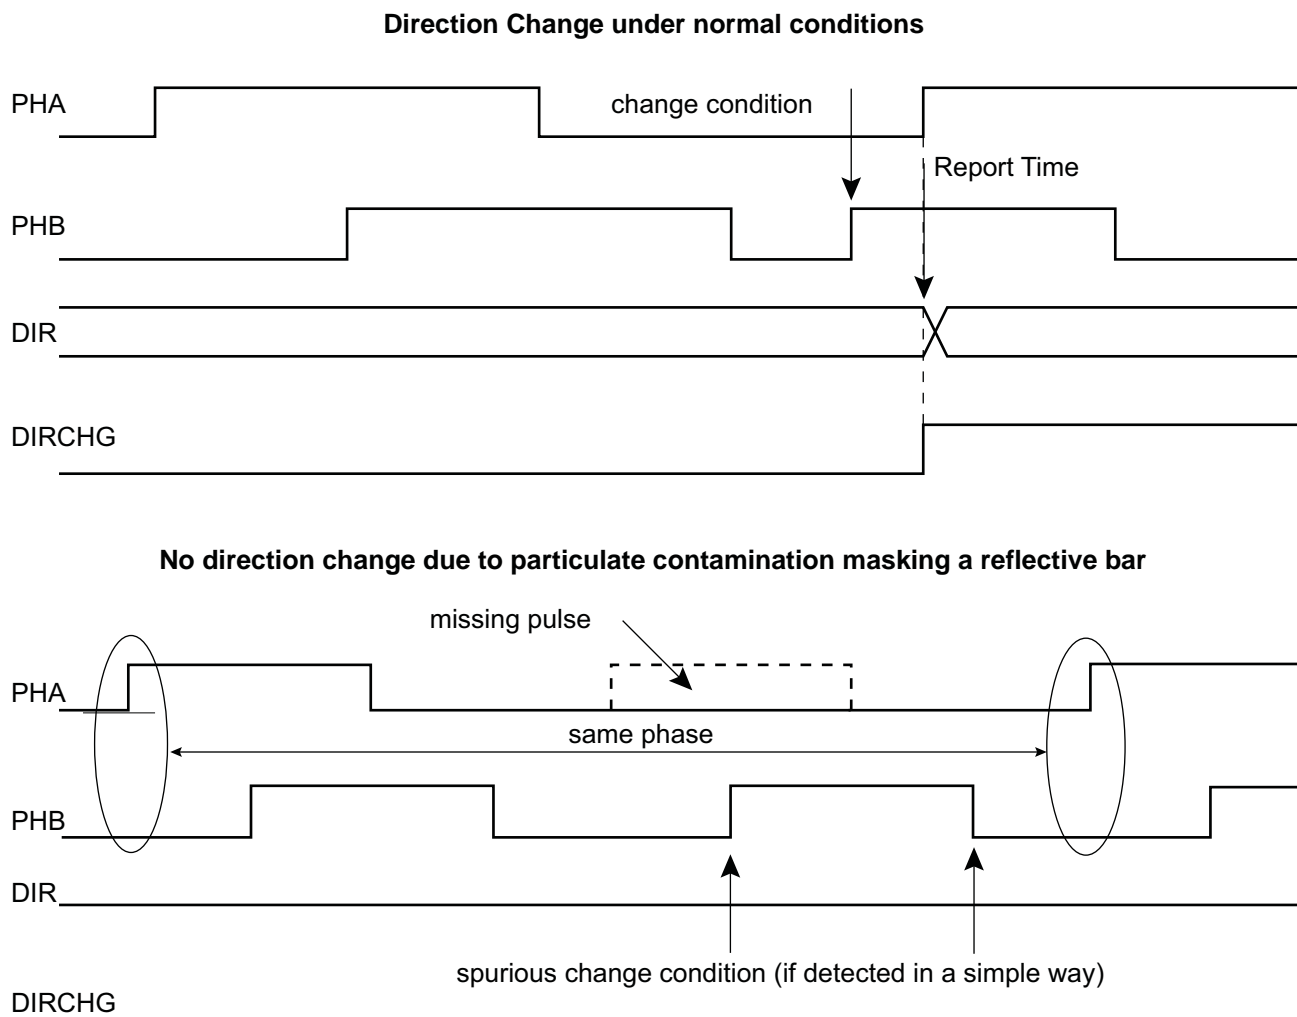 Direction Change under normal conditions
PHA
change condition
Report Time
PHB
DIR
DIRCHG
No direction change due to particulate contamination masking a reflective bar
missing pulse
PHA
same phase
PHB
DIR
spurious change condition (if detected in a simple way)
DIRCHG